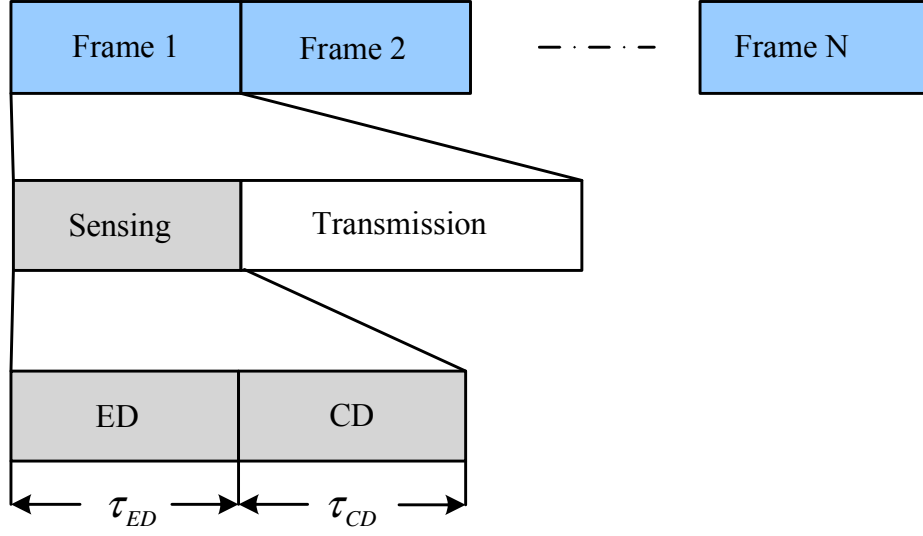 Frame 1 Frame 2 Frame N
Sensing Transmission
ED CD
τ_ED τ_CD